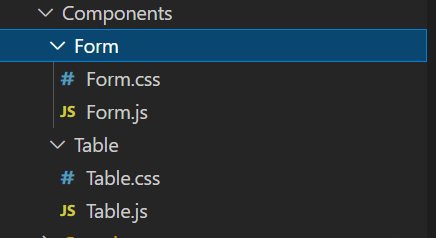 Components
Form
# Form.css
JS Form.js
Table
# Table.css
JS Table.js